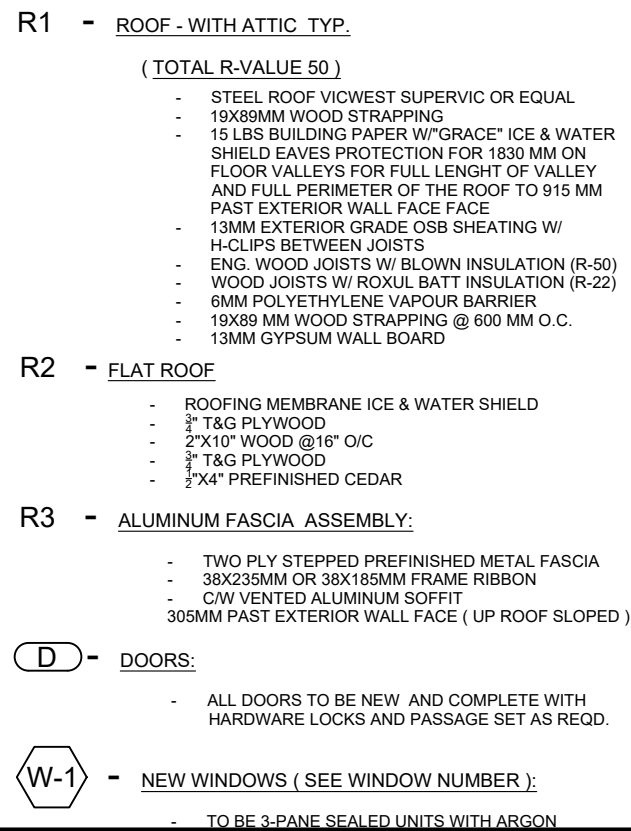 R1 - ROOF - WITH ATTIC TYP.
( TOTAL R-VALUE 50 )
- STEEL ROOF VICWEST SUPERVIC OR EQUAL
- 19X89MM WOOD STRAPPING
- 15 LBS BUILDING PAPER W/"GRACE" ICE & WATER
SHIELD EAVES PROTECTION FOR 1830 MM ON
FLOOR VALLEYS FOR FULL LENGHT OF VALLEY
AND FULL PERIMETER OF THE ROOF TO 915 MM
PAST EXTERIOR WALL FACE FACE
- 13MM EXTERIOR GRADE OSB SHEATING W/
H-CLIPS BETWEEN JOISTS
- ENG. WOOD JOISTS W/ BLOWN INSULATION (R-50)
- WOOD JOISTS W/ ROXUL BATT INSULATION (R-22)
- 6MM POLYETHYLENE VAPOUR BARRIER
- 19X89 MM WOOD STRAPPING @ 600 MM O.C.
- 13MM GYPSUM WALL BOARD
R2 - FLAT ROOF
- ROOFING MEMBRANE ICE & WATER SHIELD
- 3/4" T&G PLYWOOD
- 2"X10" WOOD @16" O/C
- 3/4" T&G PLYWOOD
- 1/2"X4" PREFINISHED CEDAR
R3 - ALUMINUM FASCIA ASSEMBLY:
- TWO PLY STEPPED PREFINISHED METAL FASCIA
- 38X235MM OR 38X185MM FRAME RIBBON
- C/W VENTED ALUMINUM SOFFIT
305MM PAST EXTERIOR WALL FACE ( UP ROOF SLOPED )
D - DOORS:
- ALL DOORS TO BE NEW AND COMPLETE WITH
HARDWARE LOCKS AND PASSAGE SET AS REQD.
W-1 - NEW WINDOWS ( SEE WINDOW NUMBER ):
- TO BE 3-PANE SEALED UNITS WITH ARGON